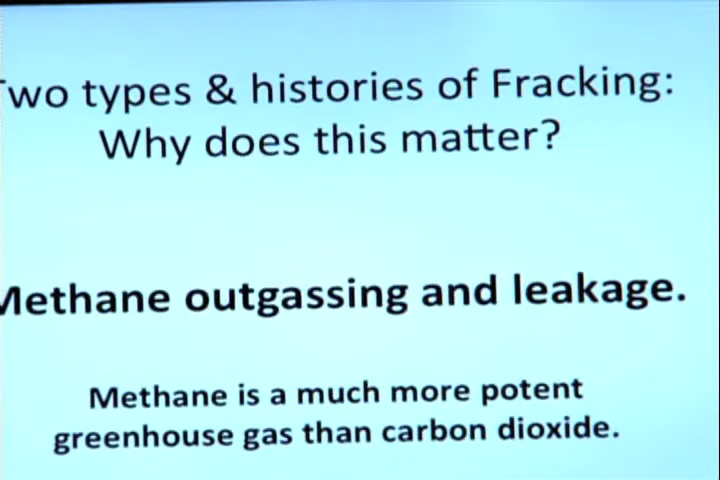 Two types & histories of Fracking:
Why does this matter?
Methane outgassing and leakage.
Methane is a much more potent
greenhouse gas than carbon dioxide.